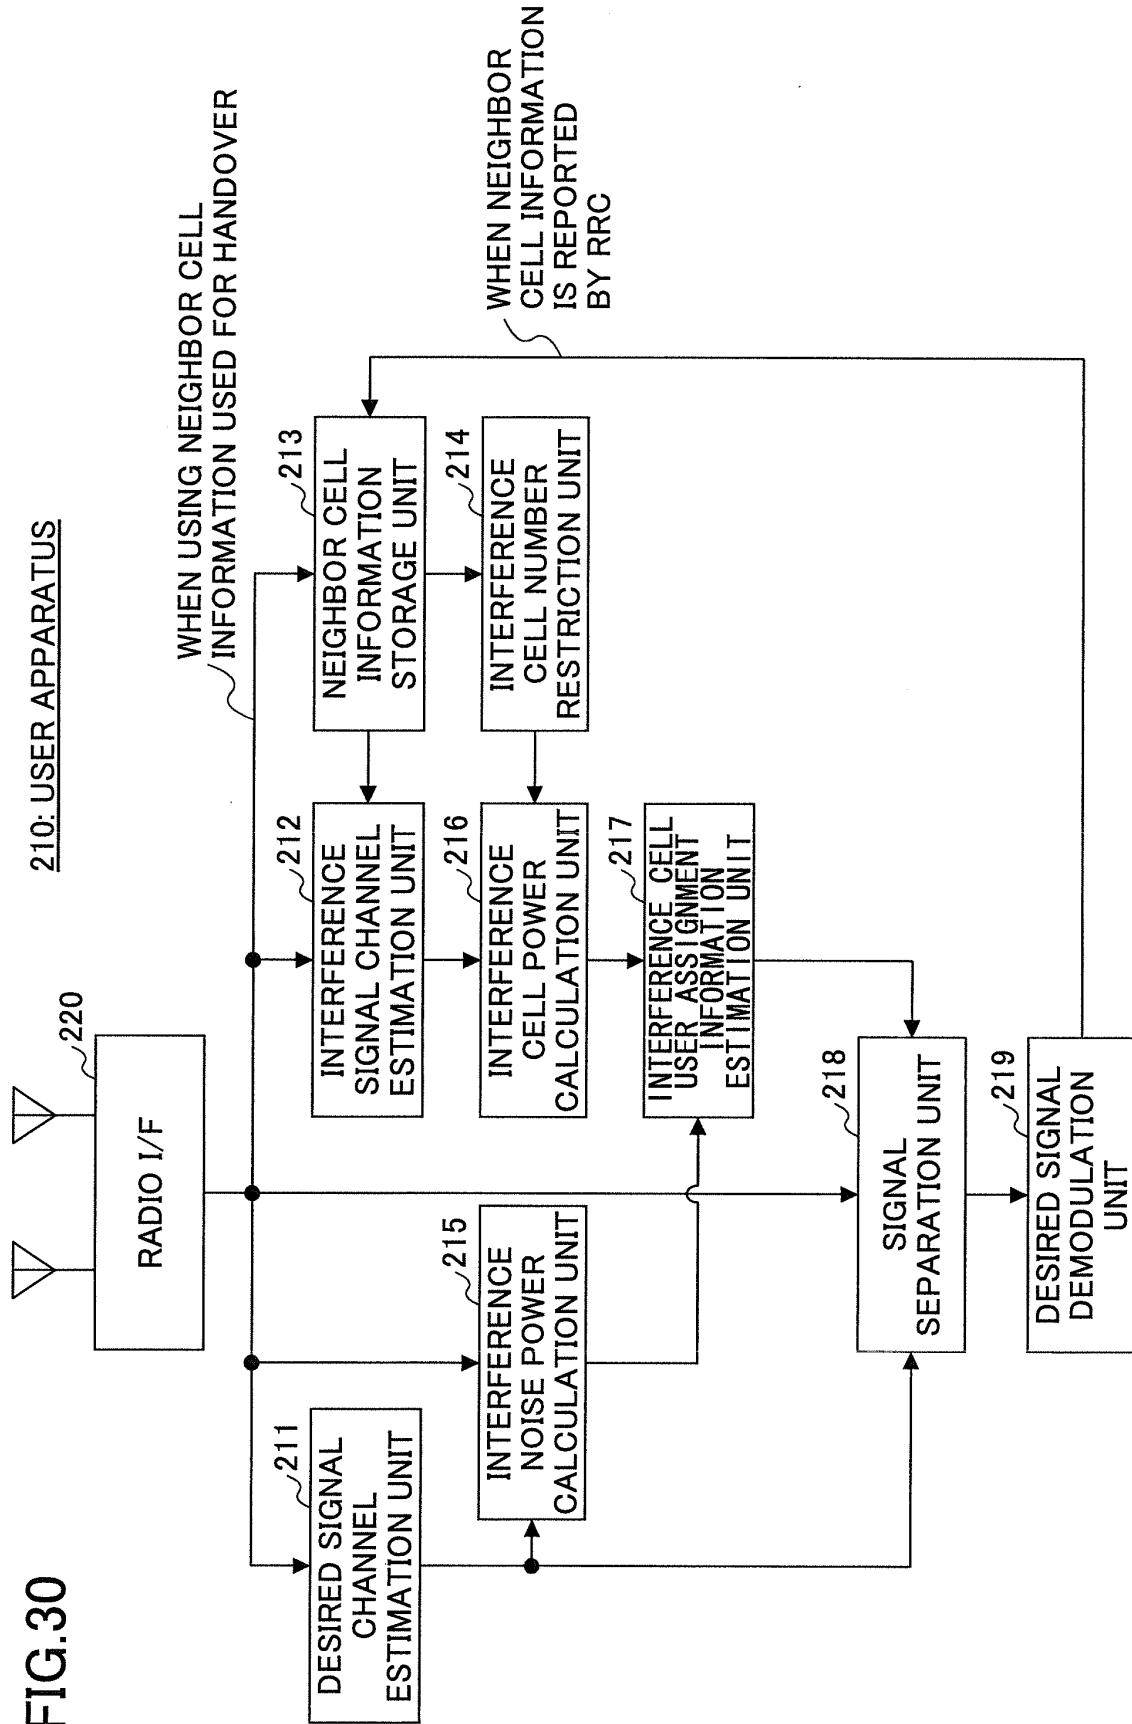 FIG.30
210: USER APPARATUS
220
RADIO I/F
WHEN USING NEIGHBOR CELL
INFORMATION USED FOR HANDOVER
211
DESIRED SIGNAL
CHANNEL
ESTIMATION UNIT
212
INTERFERENCE
SIGNAL CHANNEL
ESTIMATION UNIT
213
NEIGHBOR CELL
INFORMATION
STORAGE UNIT
215
INTERFERENCE
NOISE POWER
CALCULATION UNIT
216
INTERFERENCE
CELL POWER
CALCULATION UNIT
214
INTERFERENCE
CELL NUMBER
RESTRICTION UNIT
WHEN NEIGHBOR
CELL INFORMATION
IS REPORTED
BY RRC
217
INTERFERENCE CELL
USER ASSIGNMENT
INFORMATION
ESTIMATION UNIT
218
SIGNAL
SEPARATION UNIT
219
DESIRED SIGNAL
DEMODULATION
UNIT